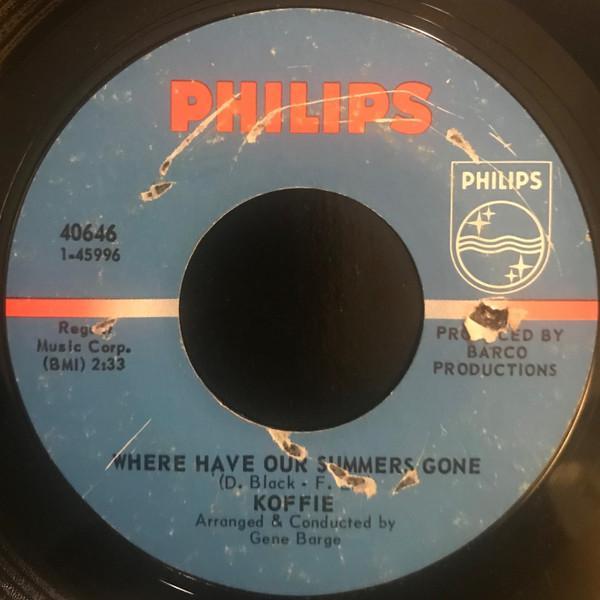 PHILIPS
PHILIPS
40646
1-45996
Music Corp.
(BMI) 2:33
BY
BARCO
PRODUCTIONS
WHERE HAVE OUR SUMMERS GONE
(D. Black - F.
KOFFIE
Arranged & Conducted by
Gene Barge